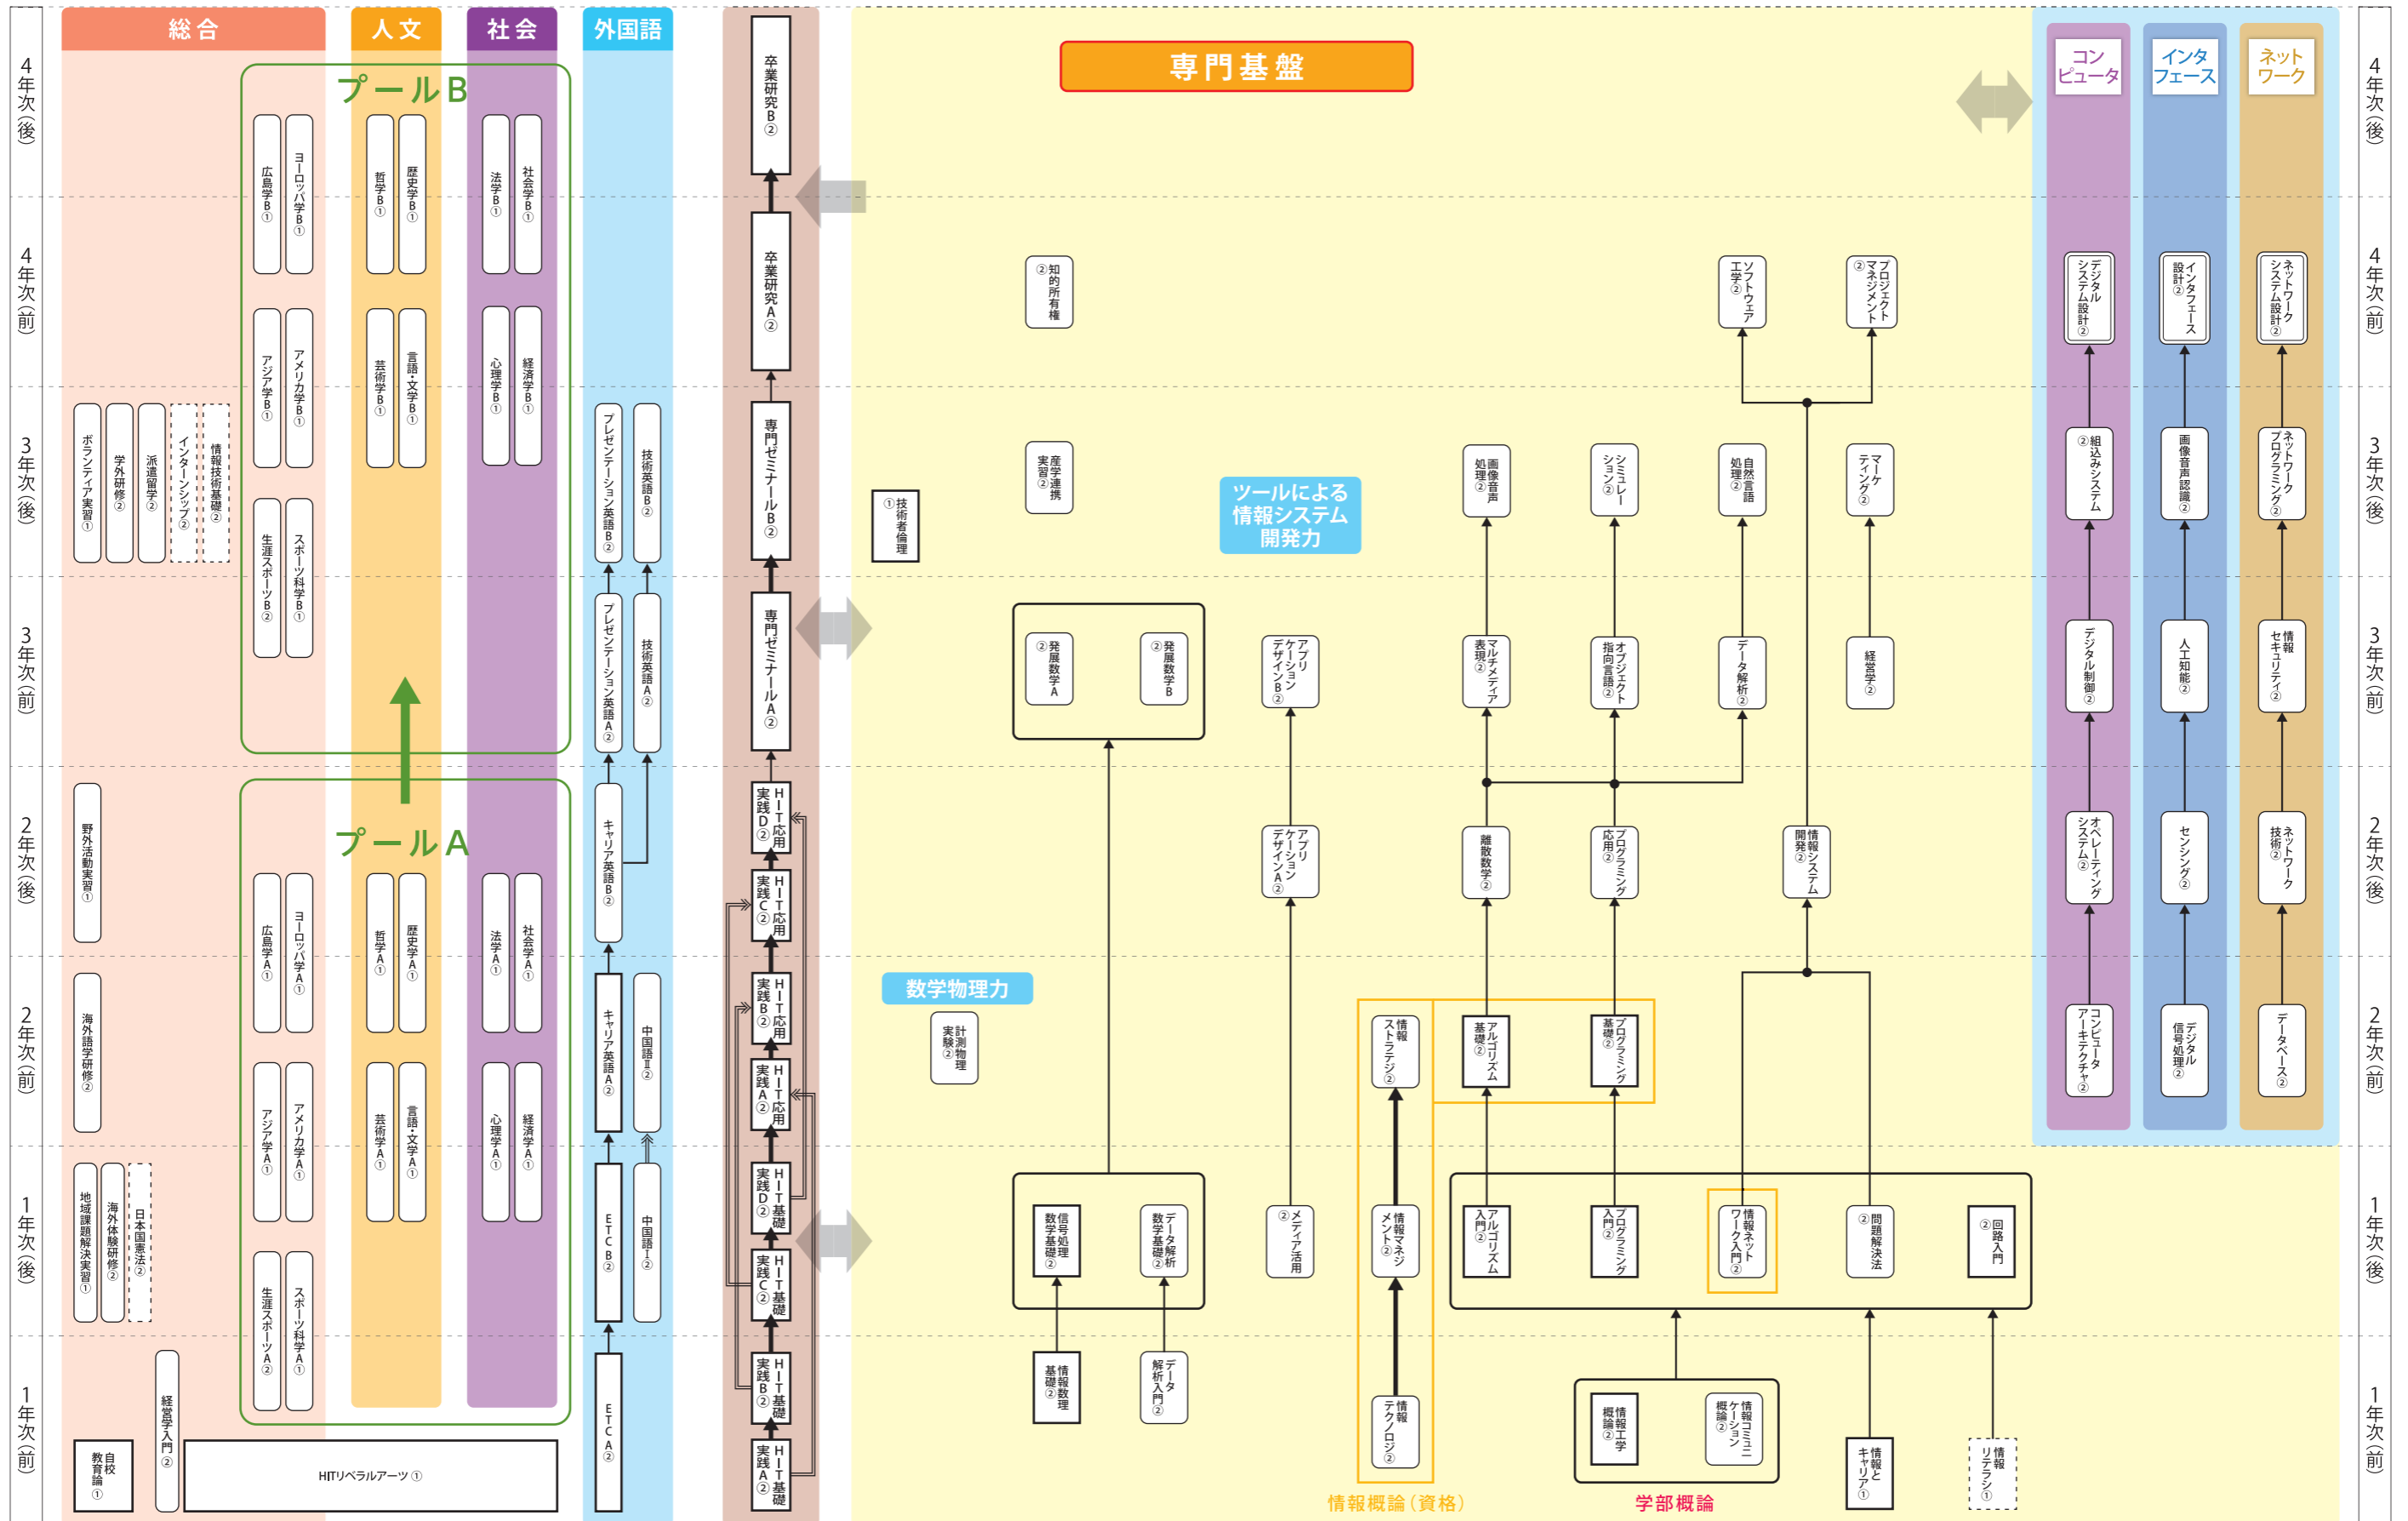 総合
人文
社会
外国語
専門基盤
コン
ピュータ
インタ
フェース
ネット
ワーク
4年次(後)
4年次(前)
3年次(後)
3年次(前)
2年次(後)
2年次(前)
1年次(後)
1年次(前)
4年次(後)
4年次(前)
3年次(後)
3年次(前)
2年次(後)
2年次(前)
1年次(後)
1年次(前)
プールB
広島学B①
ヨーロッパ学B①
哲学B①
歴史学B①
法学B①
社会学B①
アジア学B①
アメリカ学B①
芸術学B①
言語・文学B①
心理学B①
経済学B①
生涯スポーツB②
スポーツ科学B①
ボランティア実習①
学外研修②
派遣留学②
インターンシップ②
情報技術基礎②
プールA
野外活動実習①
海外語学研修②
広島学A①
ヨーロッパ学A①
哲学A①
歴史学A①
法学A①
社会学A①
アジア学A①
アメリカ学A①
芸術学A①
言語・文学A①
心理学A①
経済学A①
生涯スポーツA②
スポーツ科学A①
地域課題解決実習①
海外体験研修②
日本国憲法②
経営学入門②
自校
教育論①
HITリベラルアーツ①
プレゼンテーション英語B②
技術英語B②
プレゼンテーション英語A②
技術英語A②
キャリア英語B②
キャリア英語A②
中国語Ⅱ②
ETC B②
中国語Ⅰ②
ETC A②
卒業研究B②
卒業研究A②
専門ゼミナールB②
専門ゼミナールA②
HIT応用
実践D②
HIT応用
実践C②
HIT応用
実践B②
HIT応用
実践A②
HIT基礎
実践D②
HIT基礎
実践C②
HIT基礎
実践B②
HIT基礎
実践A②
技術者倫理
①
知的所有権
②
産学連携
実習②
ツールによる
情報システム
開発力
発展数学A
②
発展数学B
②
アプリ
ケーション
デザインB②
アプリ
ケーション
デザインA②
数学物理力
計測物理
実験②
信号処理
数学基礎②
データ解析
数学基礎②
メディア活用
②
情報数理
基礎②
データ
解析入門②
情報
ストラテジ②
情報マネジ
メント②
情報
テクノロジ②
情報概論(資格)
ソフトウェア
工学②
プロジェクト
マネジメント
②
画像音声
処理②
シミュレー
ション②
自然言語
処理②
マーケ
ティング②
マルチメディア
表現②
オブジェクト
指向言語②
データ解析②
経営学②
離散数学②
プログラミング
応用②
情報システム
開発②
アルゴリズム
基礎②
プログラミング
基礎②
アルゴリズム
入門②
プログラミング
入門②
情報ネット
ワーク入門②
問題解決法
②
回路入門
②
情報工学
概論②
情報コミュニ
ケーション
概論②
学部概論
情報と
キャリア①
情報
リテラシ①
デジタル
システム設計②
インタフェース
設計②
ネットワーク
システム設計②
組込みシステム
②
画像音声認識②
ネットワーク
プログラミング②
デジタル制御②
人工知能②
情報
セキュリティ②
オペレーティング
システム②
センシング②
ネットワーク
技術②
コンピュータ
アーキテクチャ②
デジタル
信号処理②
データベース②